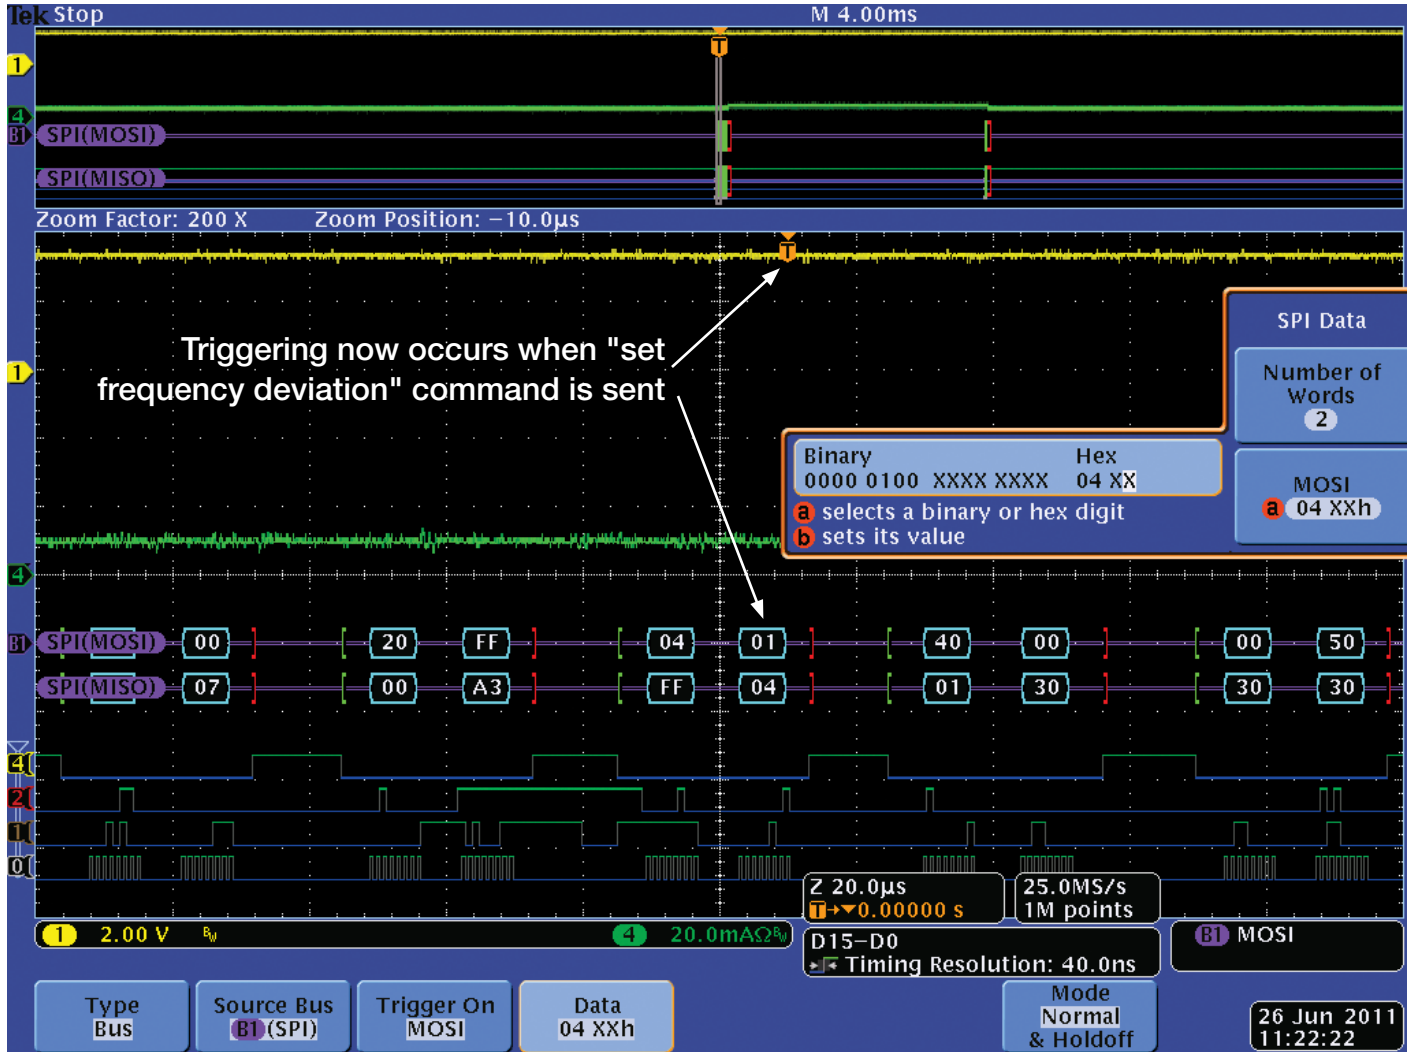 Tek Stop M 4.00ms
T
1
4
B1 SPI(MOSI)
SPI(MISO)
Zoom Factor: 200 X Zoom Position: −10.0µs
T
SPI Data
Triggering now occurs when "set
frequency deviation" command is sent
1
Number of
Words
2
Binary Hex
0000 0100 XXXX XXXX 04 XX
a selects a binary or hex digit
b sets its value
MOSI
a 04 XXh
4
B1 SPI(MOSI) 00 20 FF 04 01 40 00 00 50
SPI(MISO) 07 00 A3 FF 04 01 30 30 30
4
2
1
0
Z 20.0µs
T→▼0.00000 s
25.0MS/s
1M points
1 2.00 V BW
4 20.0mAΩBW
D15−D0
Timing Resolution: 40.0ns
B1 MOSI
Type
Bus
Source Bus
B1 (SPI)
Trigger On
MOSI
Data
04 XXh
Mode
Normal
& Holdoff
26 Jun 2011
11:22:22